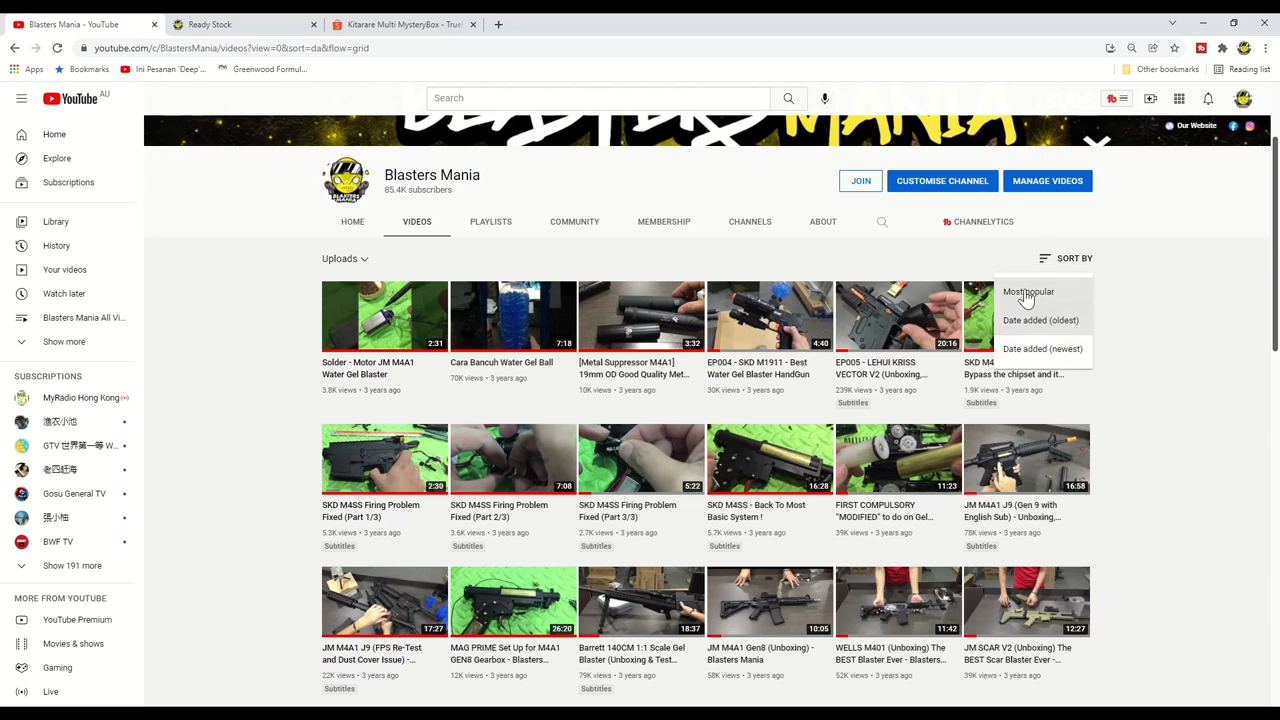 Blasters Mania - YouTube
Ready Stock
Kitarare Multi MysteryBox - True
youtube.com/c/BlastersMania/videos?view=0&sort=da&flow=grid
Apps
Bookmarks
Ini Pesanan 'Deep'...
Greenwood Formul...
Other bookmarks
Reading list
YouTube AU
Search
Home
Explore
Subscriptions
Library
History
Your videos
Watch later
Blasters Mania All Vi...
Show more
SUBSCRIPTIONS
MyRadio Hong Kong
渔农小池
GTV 世界第一等 W...
老四赶海
Gosu General TV
張小柚
BWF TV
Show 191 more
MORE FROM YOUTUBE
YouTube Premium
Movies & shows
Gaming
Live
BLASTERS MANIA
Our Website
Blasters Mania
85.4K subscribers
JOIN
CUSTOMISE CHANNEL
MANAGE VIDEOS
HOME
VIDEOS
PLAYLISTS
COMMUNITY
MEMBERSHIP
CHANNELS
ABOUT
CHANNELYTICS
Uploads
SORT BY
Most popular
Date added (oldest)
Date added (newest)
2:31
Solder - Motor JM M4A1
Water Gel Blaster
3.8K views • 3 years ago
7:18
Cara Bancuh Water Gel Ball
70K views • 3 years ago
3:32
[Metal Suppressor M4A1]
19mm OD Good Quality Met...
10K views • 3 years ago
4:40
EP004 - SKD M1911 - Best
Water Gel Blaster HandGun
30K views • 3 years ago
20:16
EP005 - LEHUI KRISS
VECTOR V2 (Unboxing,...
239K views • 3 years ago
Subtitles
SKD M4
Bypass the chipset and it...
1.9K views • 3 years ago
Subtitles
2:30
SKD M4SS Firing Problem
Fixed (Part 1/3)
5.3K views • 3 years ago
Subtitles
7:08
SKD M4SS Firing Problem
Fixed (Part 2/3)
3.6K views • 3 years ago
Subtitles
5:22
SKD M4SS Firing Problem
Fixed (Part 3/3)
2.7K views • 3 years ago
Subtitles
16:28
SKD M4SS - Back To Most
Basic System !
5.7K views • 3 years ago
Subtitles
11:23
FIRST COMPULSORY
"MODIFIED" to do on Gel...
39K views • 3 years ago
16:58
JM M4A1 J9 (Gen 9 with
English Sub) - Unboxing,...
78K views • 3 years ago
Subtitles
17:27
JM M4A1 J9 (FPS Re-Test
and Dust Cover Issue) -...
22K views • 3 years ago
Subtitles
26:20
MAG PRIME Set Up for M4A1
GEN8 Gearbox - Blasters...
12K views • 3 years ago
18:37
Barrett 140CM 1:1 Scale Gel
Blaster (Unboxing & Test...
79K views • 3 years ago
Subtitles
10:05
JM M4A1 Gen8 (Unboxing) -
Blasters Mania
58K views • 3 years ago
11:42
WELLS M401 (Unboxing) The
BEST Blaster Ever - Blasters...
52K views • 3 years ago
12:27
JM SCAR V2 (Unboxing) The
BEST Scar Blaster Ever -...
39K views • 3 years ago